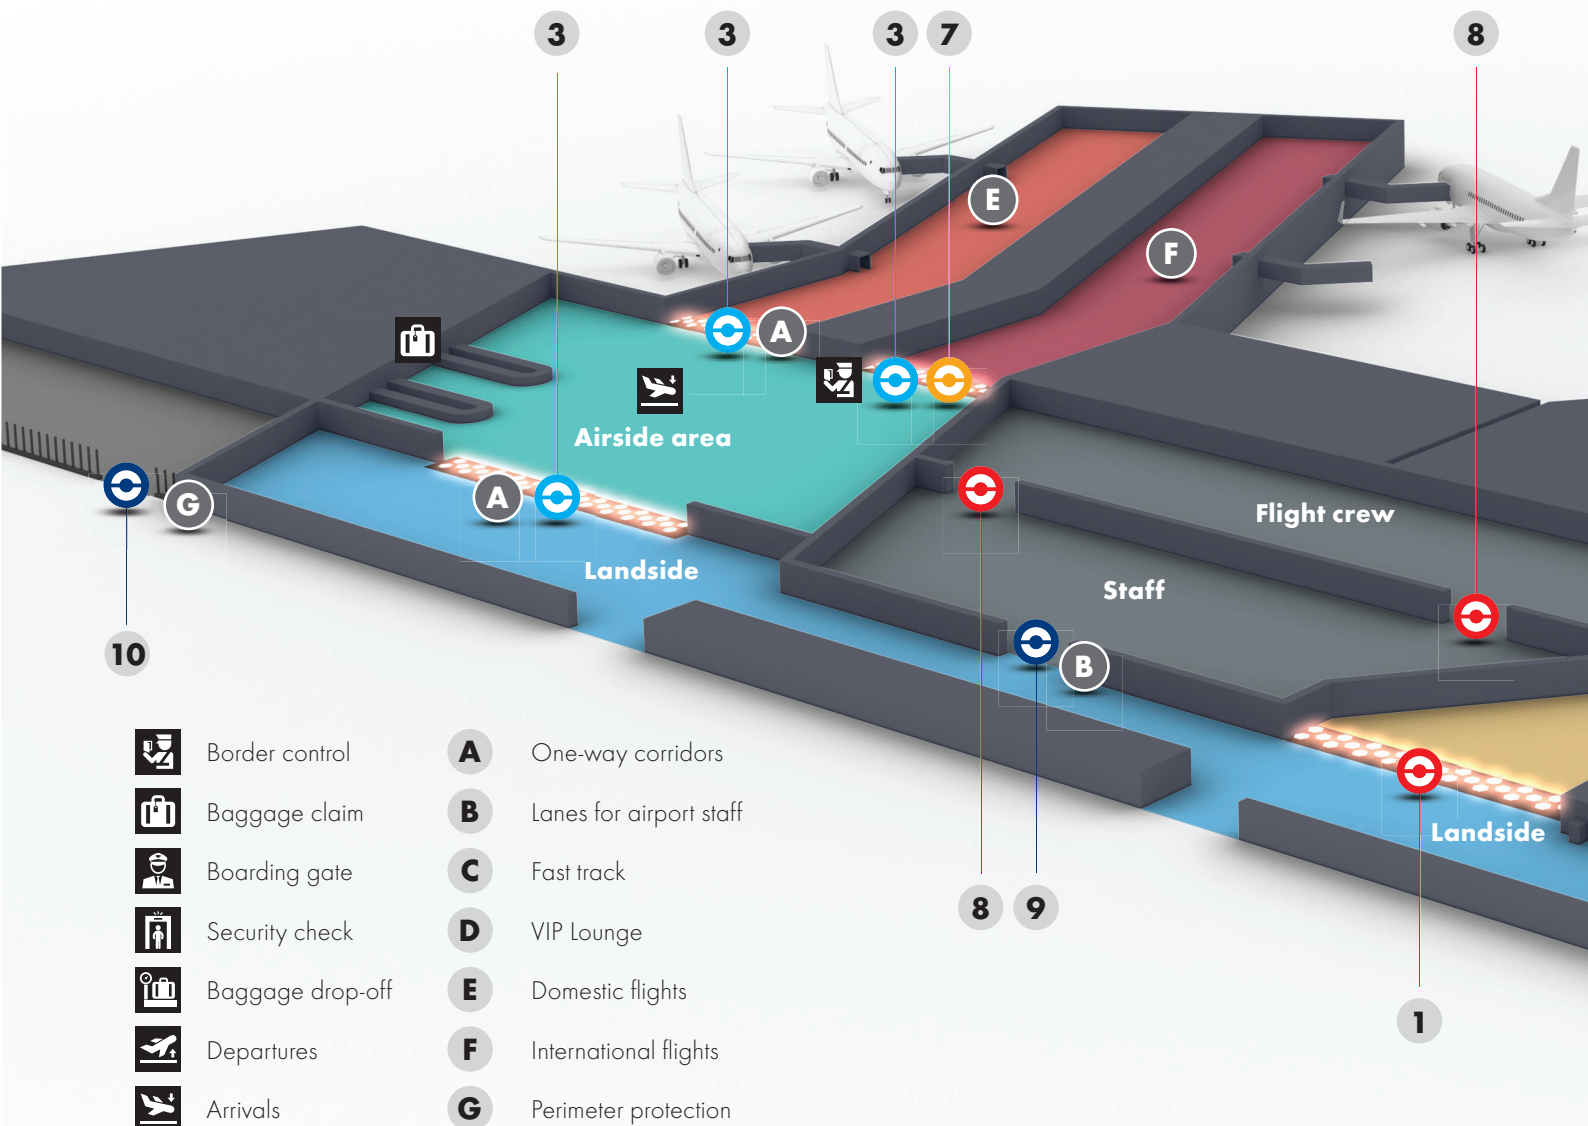 3 3 3 7 8
E
F
A
Airside area
A
G
Flight crew
Landside
Staff
B
10
Landside
8 9
1
Border control A One-way corridors
Baggage claim B Lanes for airport staff
Boarding gate C Fast track
Security check D VIP Lounge
Baggage drop-off E Domestic flights
Departures F International flights
Arrivals G Perimeter protection